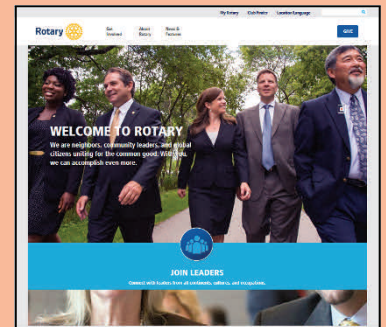 My Rotary Club Finder Location/Language
Rotary
Get
Involved
About
Rotary
News &
Features
GIVE
WELCOME TO ROTARY
We are neighbors, community leaders, and global
citizens uniting for the common good. With you,
we can accomplish even more.
JOIN LEADERS
Connect with leaders from all continents, cultures, and occupations.